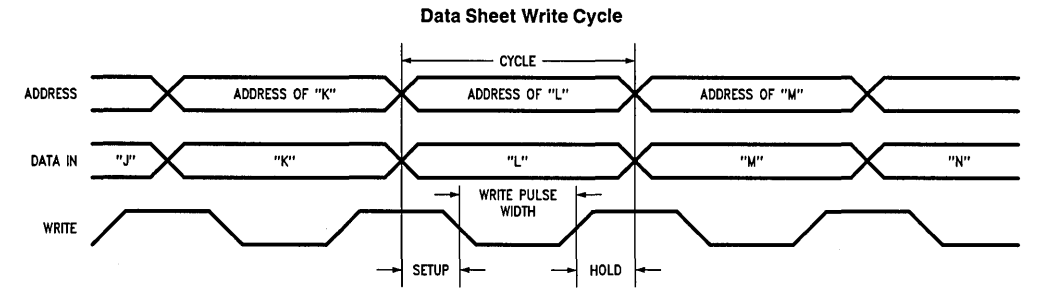 Data Sheet Write Cycle
CYCLE
ADDRESS
ADDRESS OF "K"
ADDRESS OF "L"
ADDRESS OF "M"
DATA IN
"J"
"K"
"L"
"M"
"N"
WRITE PULSE
WIDTH
WRITE
SETUP
HOLD